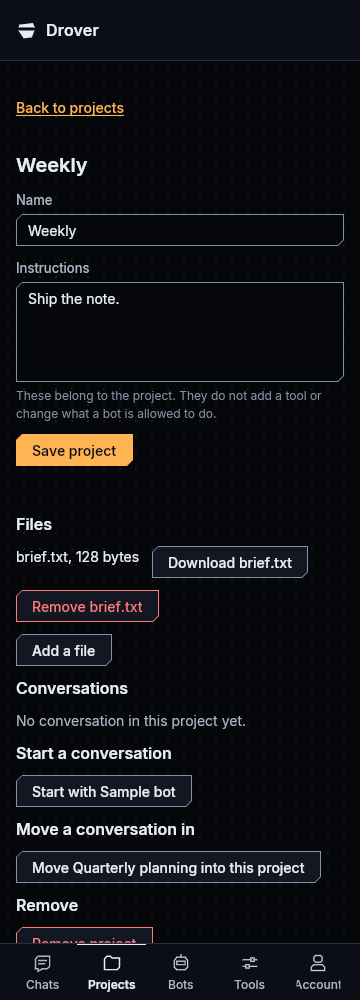 Drover
Back to projects
Weekly
Name
Weekly
Instructions
Ship the note.
These belong to the project. They do not add a tool or
change what a bot is allowed to do.
Save project
Files
brief.txt, 128 bytes
Download brief.txt
Remove brief.txt
Add a file
Conversations
No conversation in this project yet.
Start a conversation
Start with Sample bot
Move a conversation in
Move Quarterly planning into this project
Remove
Remove project
Chats
Projects
Bots
Tools
Account